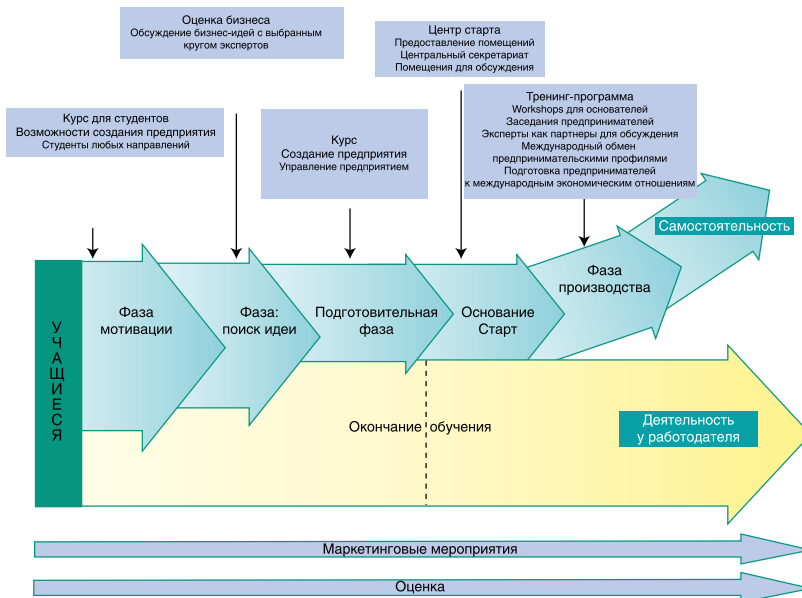 Оценка бизнеса
Обсуждение бизнес-идей с выбранным
кругом экспертов
Центр старта
Предоставление помещений
Центральный секретариат
Помещения для обсуждения
Курс для студентов
Возможности создания предприятия
Студенты любых направлений
Курс
Создание предприятия
Управление предприятием
Тренинг-программа
Workshops для основателей
Заседания предпринимателей
Эксперты как партнеры для обсуждения
Международный обмен
предпринимательскими профилями
Подготовка предпринимателей
к международным экономическим отношениям
Самостоятельность
УЧАЩИЕСЯ
Фаза
мотивации
Фаза:
поиск идеи
Подготовительная
фаза
Основание
Старт
Фаза
производства
Окончание обучения
Деятельность
у работодателя
Маркетинговые мероприятия
Оценка